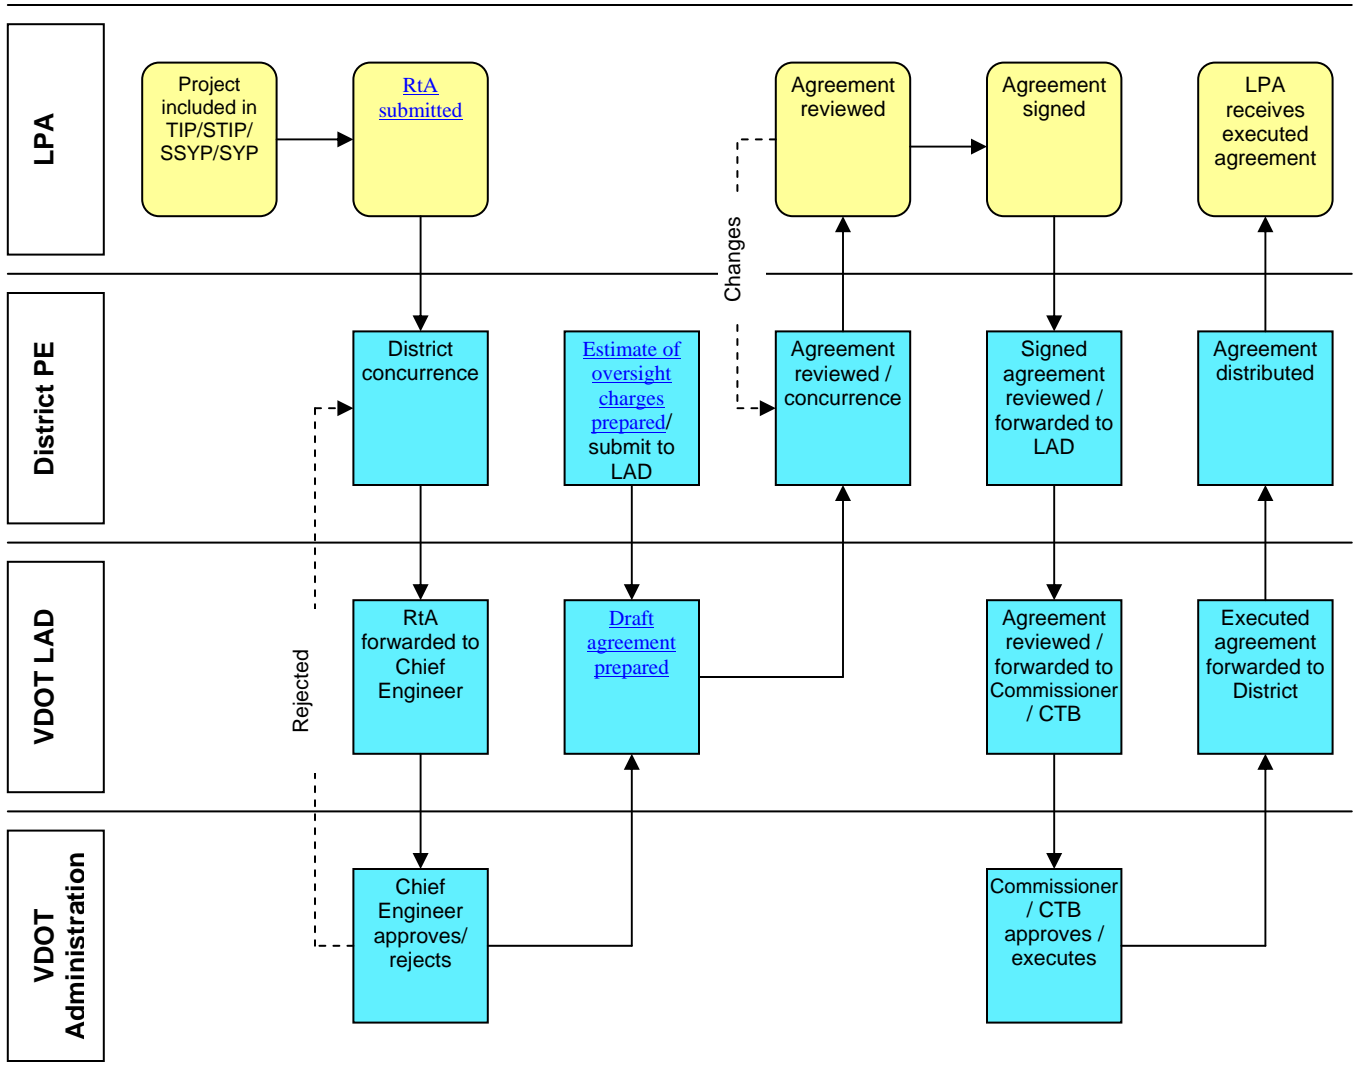 LPA
Project
included in
TIP/STIP/
SSYP/SYP
RtA
submitted
Agreement
reviewed
Agreement
signed
LPA
receives
executed
agreement
Changes
District PE
District
concurrence
Estimate of
oversight
charges
prepared/
submit to
LAD
Agreement
reviewed /
concurrence
Signed
agreement
reviewed /
forwarded to
LAD
Agreement
distributed
VDOT LAD
Rejected
RtA
forwarded to
Chief
Engineer
Draft
agreement
prepared
Agreement
reviewed /
forwarded to
Commissioner
/ CTB
Executed
agreement
forwarded to
District
VDOT
Administration
Chief
Engineer
approves/
rejects
Commissioner
/ CTB
approves /
executes